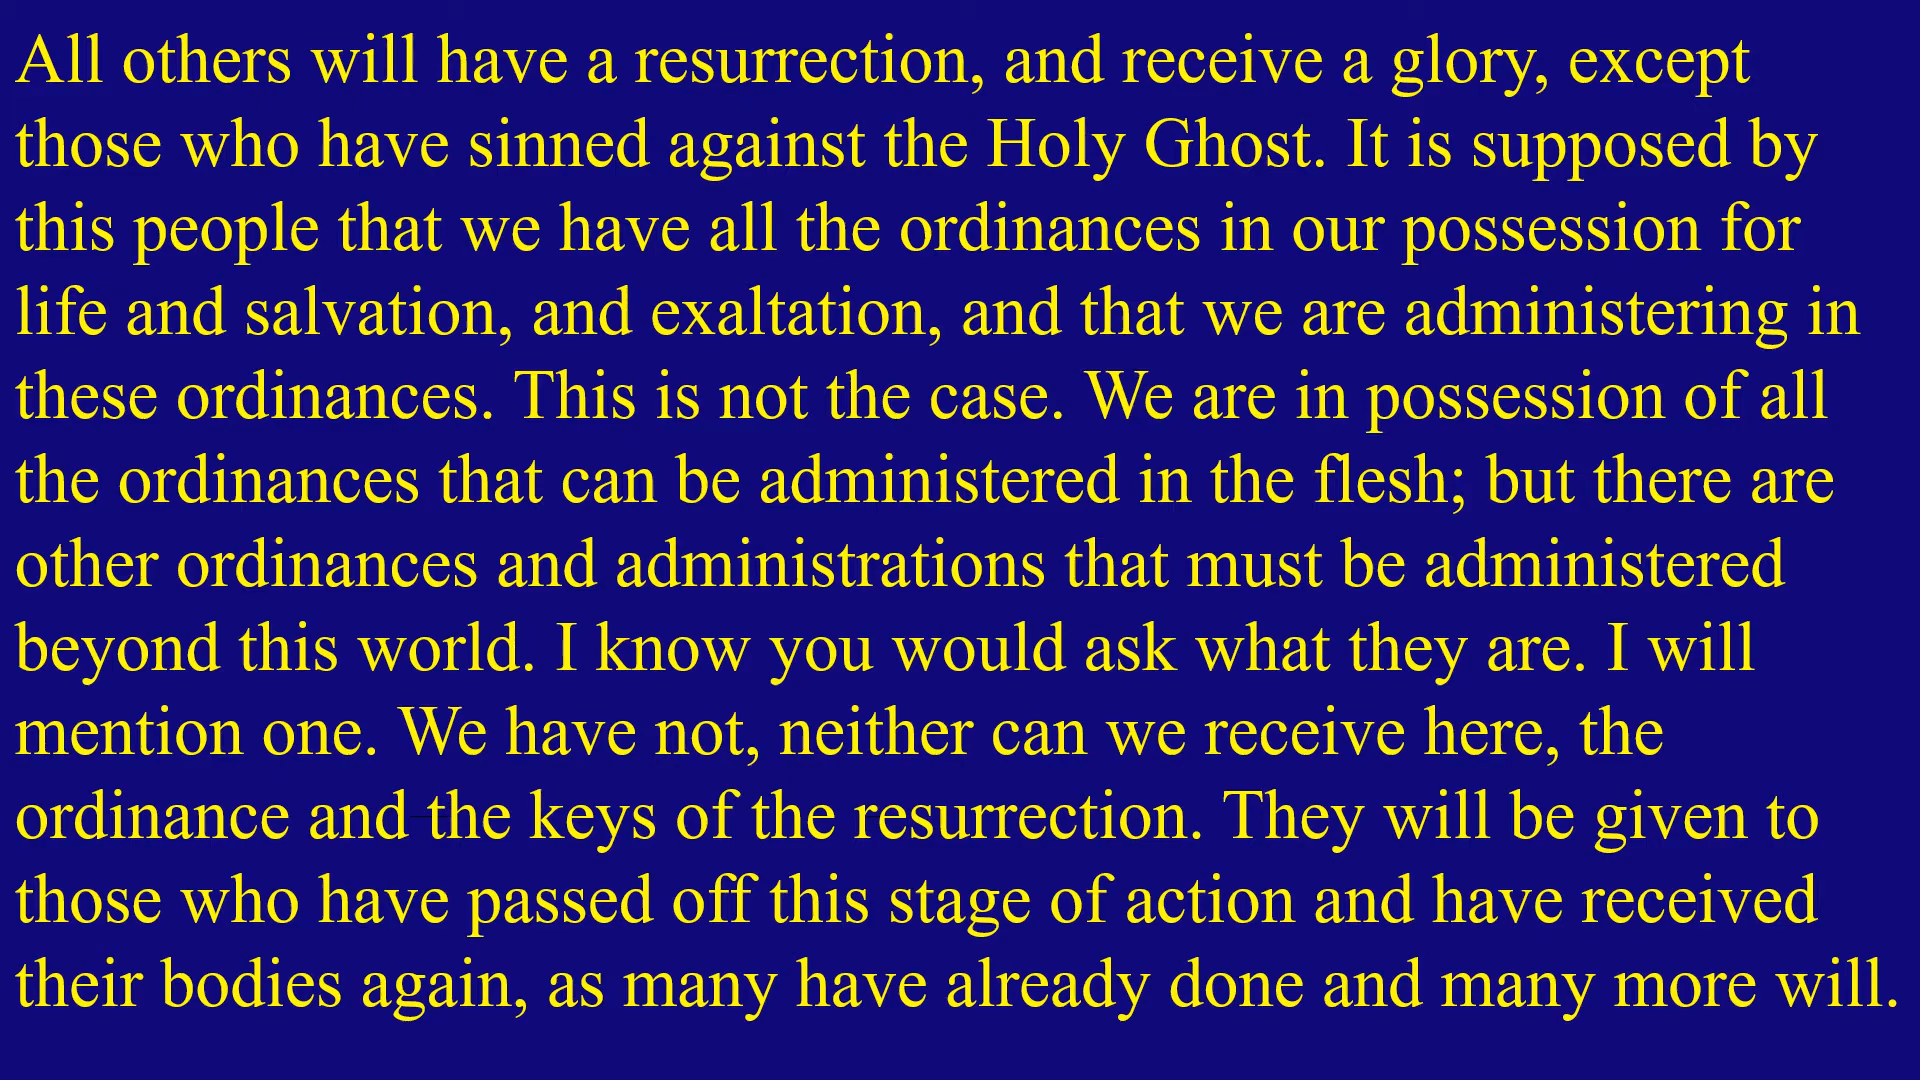 All others will have a resurrection, and receive a glory, except
those who have sinned against the Holy Ghost. It is supposed by
this people that we have all the ordinances in our possession for
life and salvation, and exaltation, and that we are administering in
these ordinances. This is not the case. We are in possession of all
the ordinances that can be administered in the flesh; but there are
other ordinances and administrations that must be administered
beyond this world. I know you would ask what they are. I will
mention one. We have not, neither can we receive here, the
ordinance and the keys of the resurrection. They will be given to
those who have passed off this stage of action and have received
their bodies again, as many have already done and many more will.